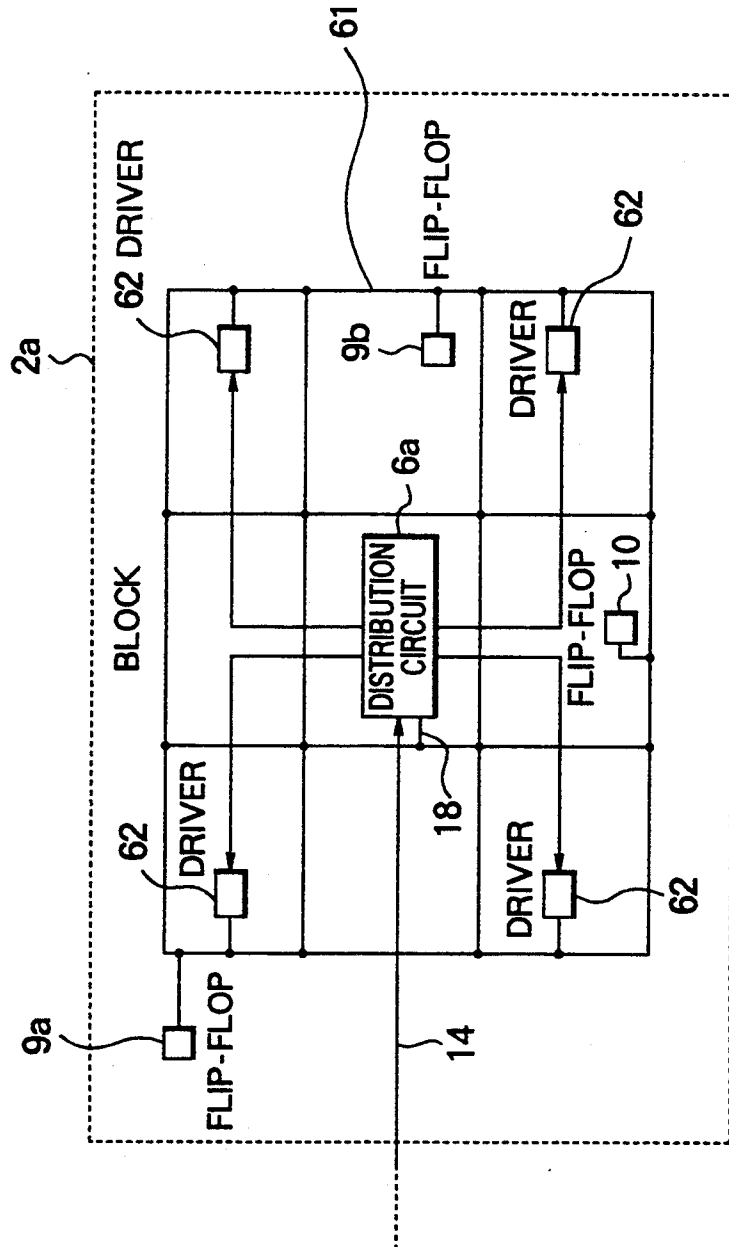 2a
BLOCK
62 DRIVER
61
62
DRIVER
9a
FLIP-FLOP
6a
DISTRIBUTION
CIRCUIT
9b
FLIP-FLOP
14
18
FLIP-FLOP
10
DRIVER
62
DRIVER
62